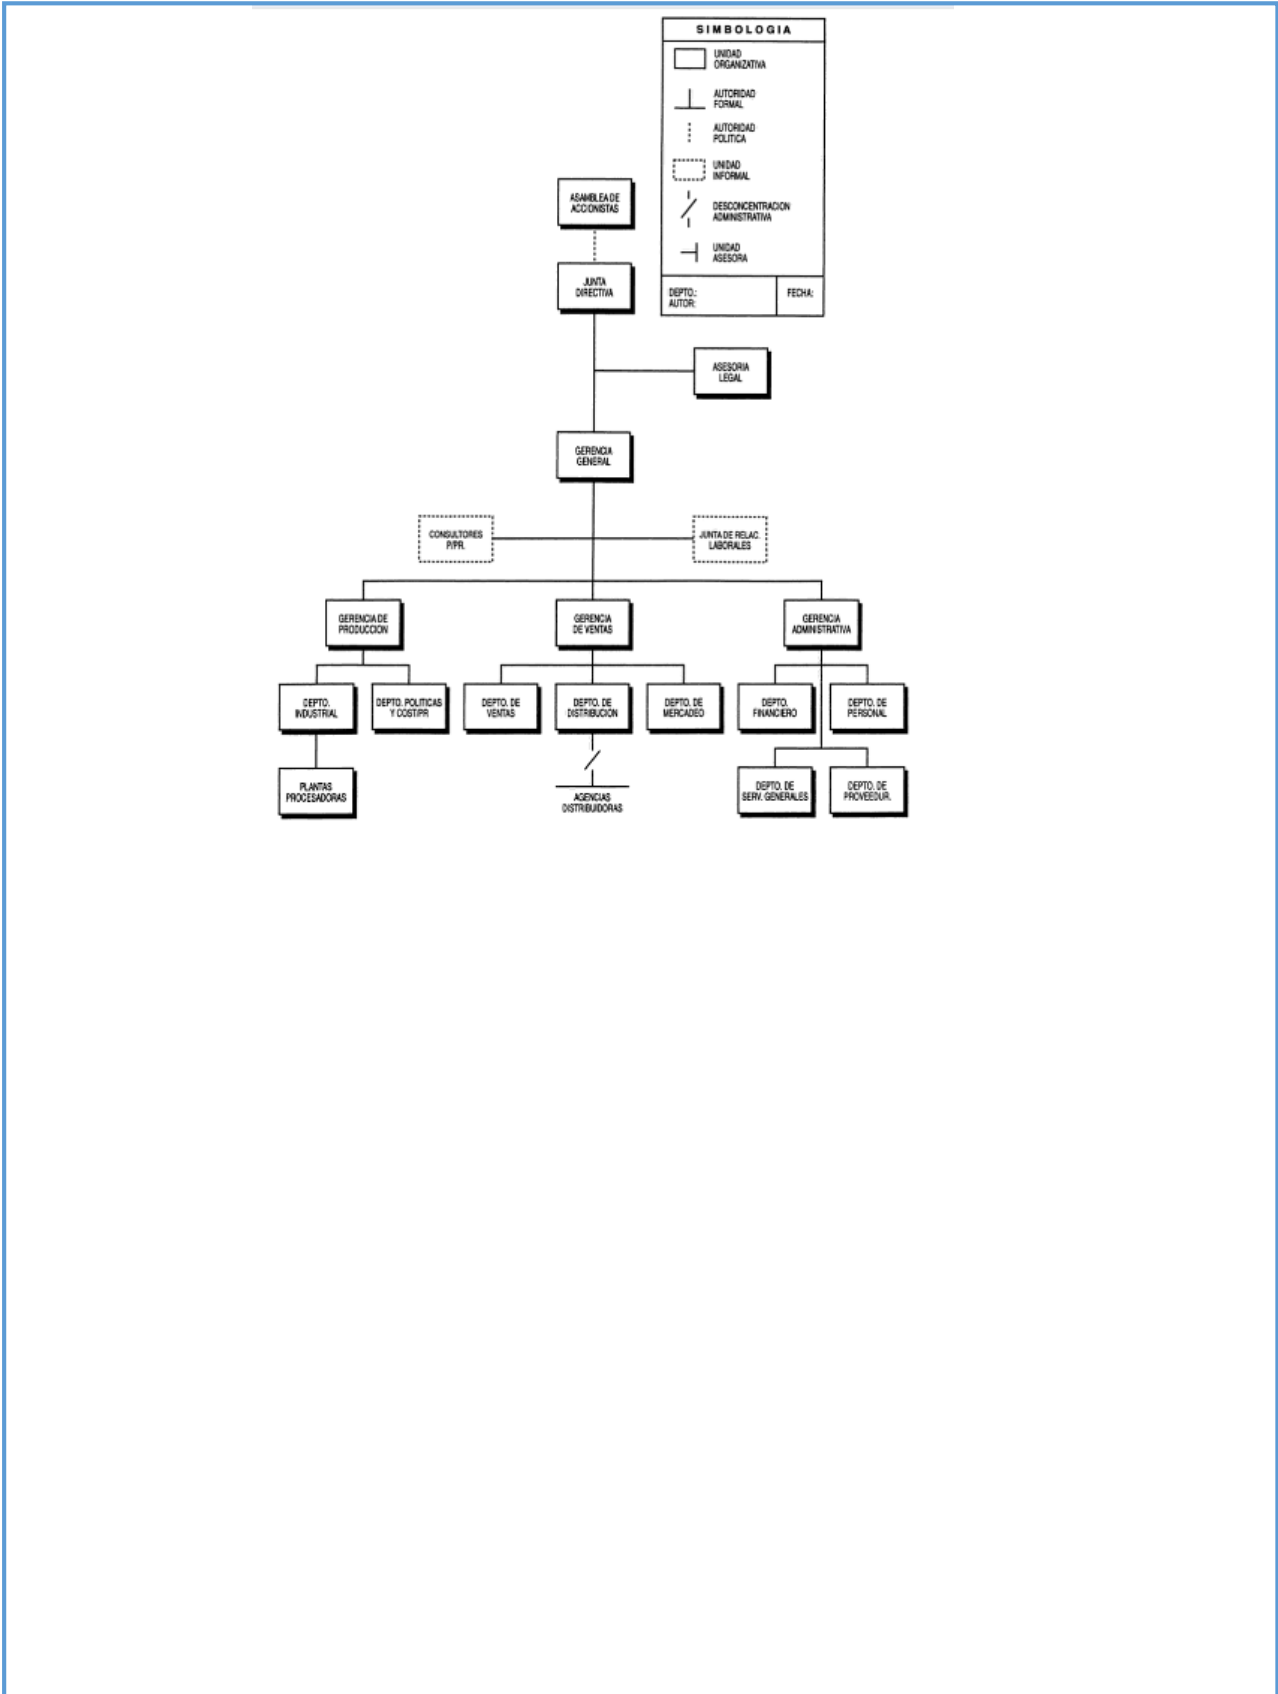 SIMBOLOGIA
UNIDAD
ORGANIZATIVA
AUTORIDAD
FORMAL
AUTORIDAD
POLITICA
UNIDAD
INFORMAL
DESCONCENTRACION
ADMINISTRATIVA
UNIDAD
ASESORA
DEPTO.:
AUTOR:
FECHA:
ASAMBLEA DE
ACCIONISTAS
JUNTA
DIRECTIVA
ASESORIA
LEGAL
GERENCIA
GENERAL
CONSULTORES
P/PR.
JUNTA DE RELAC.
LABORALES
GERENCIA DE
PRODUCCION
GERENCIA
DE VENTAS
GERENCIA
ADMINISTRATIVA
DEPTO.
INDUSTRIAL
DEPTO. POLITICAS
Y COST/PR
DEPTO. DE
VENTAS
DEPTO. DE
DISTRIBUCION
DEPTO. DE
MERCADEO
DEPTO.
FINANCIERO
DEPTO. DE
PERSONAL
PLANTAS
PROCESADORAS
AGENCIAS
DISTRIBUIDORAS
DEPTO. DE
SERV. GENERALES
DEPTO. DE
PROVEEDUR.